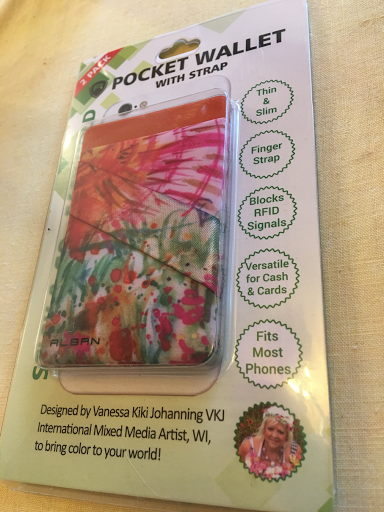 2 PACK
POCKET WALLET
WITH STRAP
Thin
&
Slim
Finger
Strap
Blocks
RFID
Signals
Versatile
for Cash
& Cards
Fits
Most
Phones
ALBRN
Designed by Vanessa Kiki Johanning VKJ
International Mixed Media Artist, WI,
to bring color to your world!